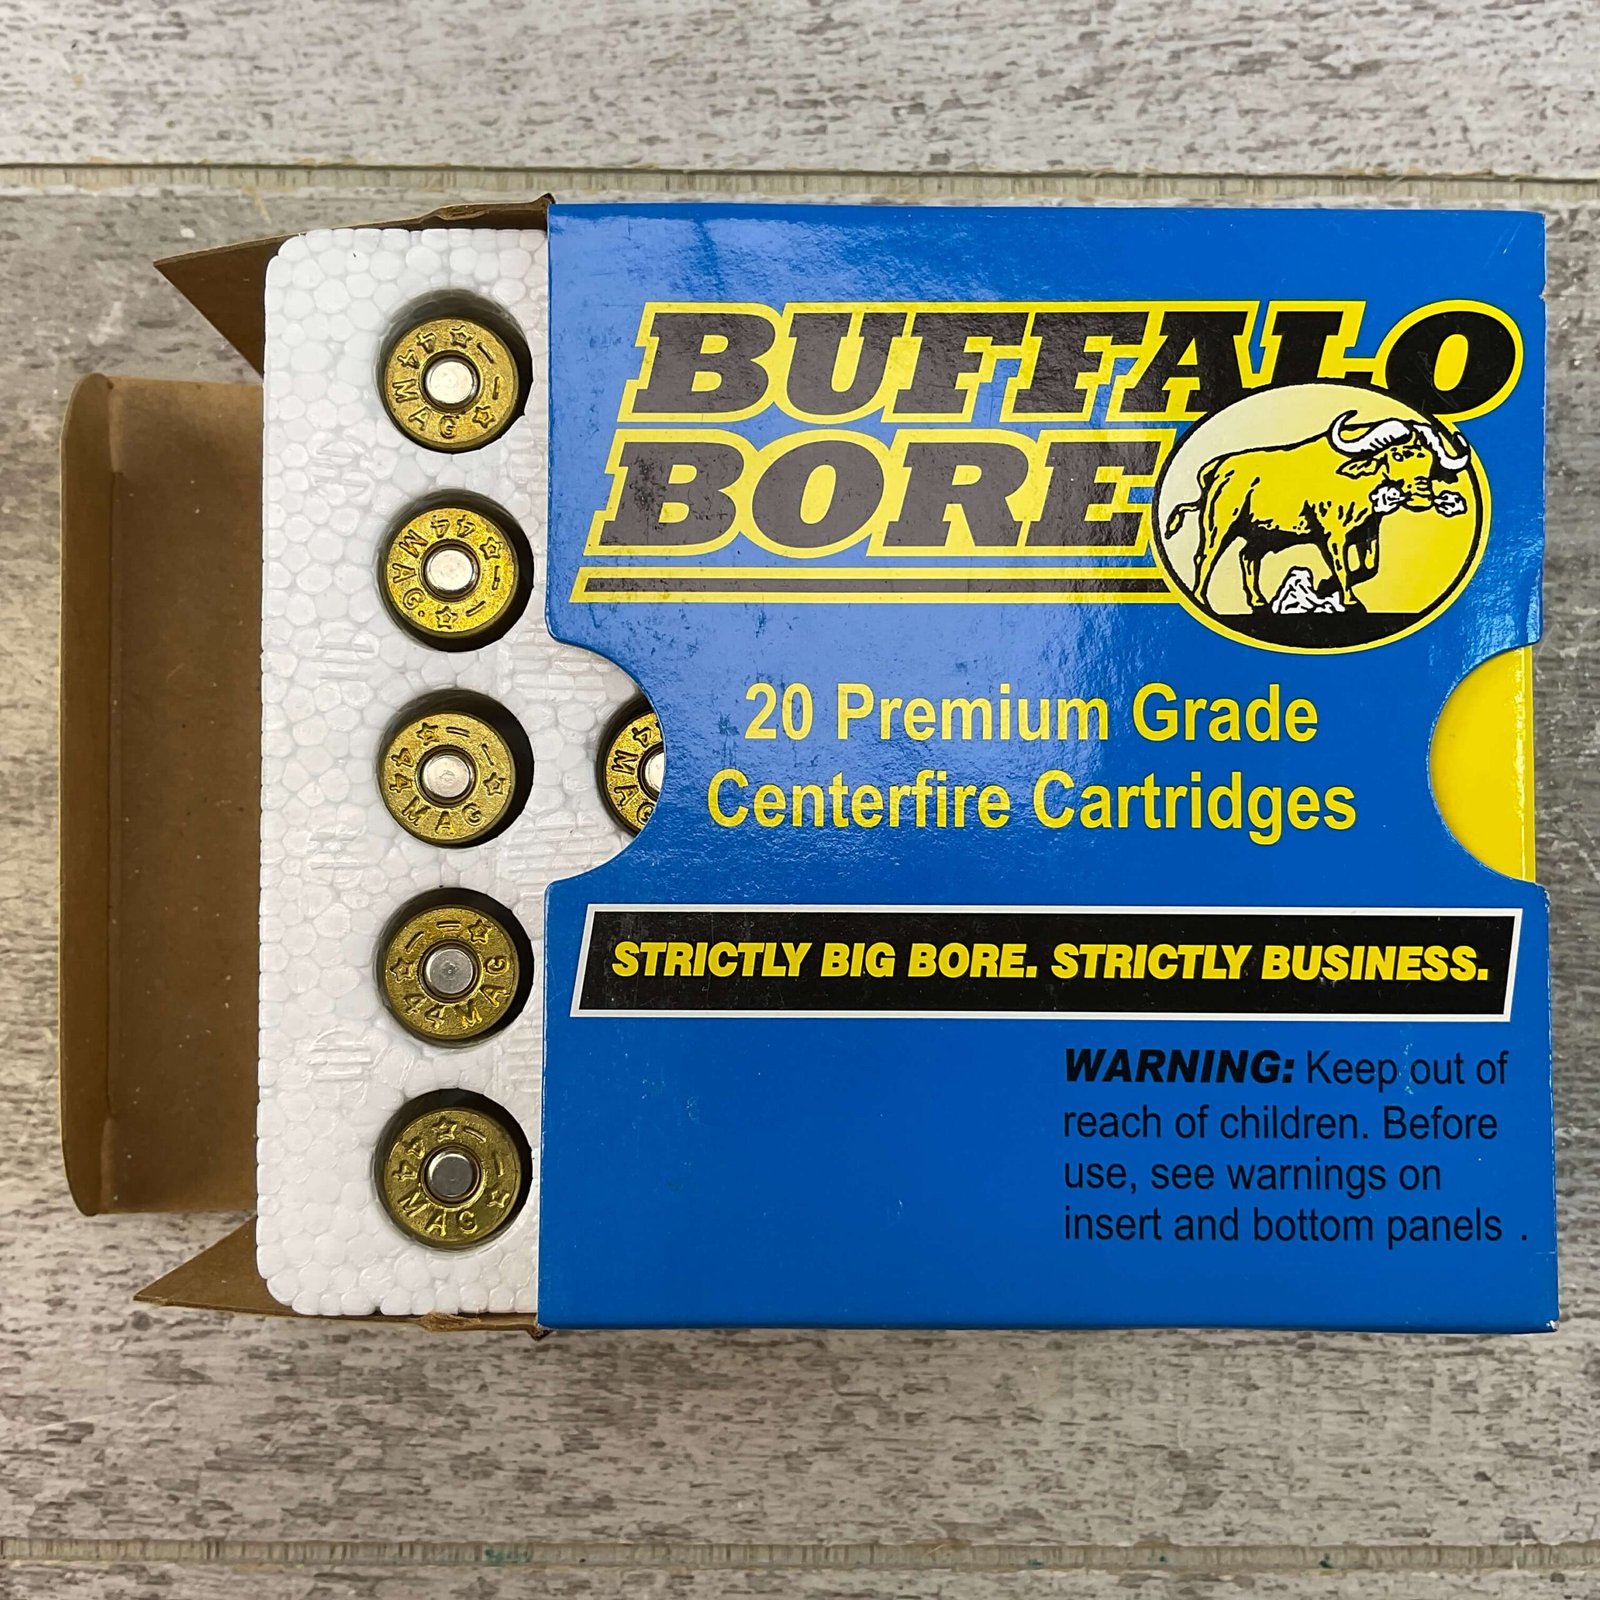 BUFFALO
BORE
20 Premium Grade
Centerfire Cartridges
STRICTLY BIG BORE. STRICTLY BUSINESS.
WARNING: Keep out of
reach of children. Before
use, see warnings on
insert and bottom panels .
44 MAG
44 MAG.
44 MAG
4 MAG
44 MAG
44 MAG